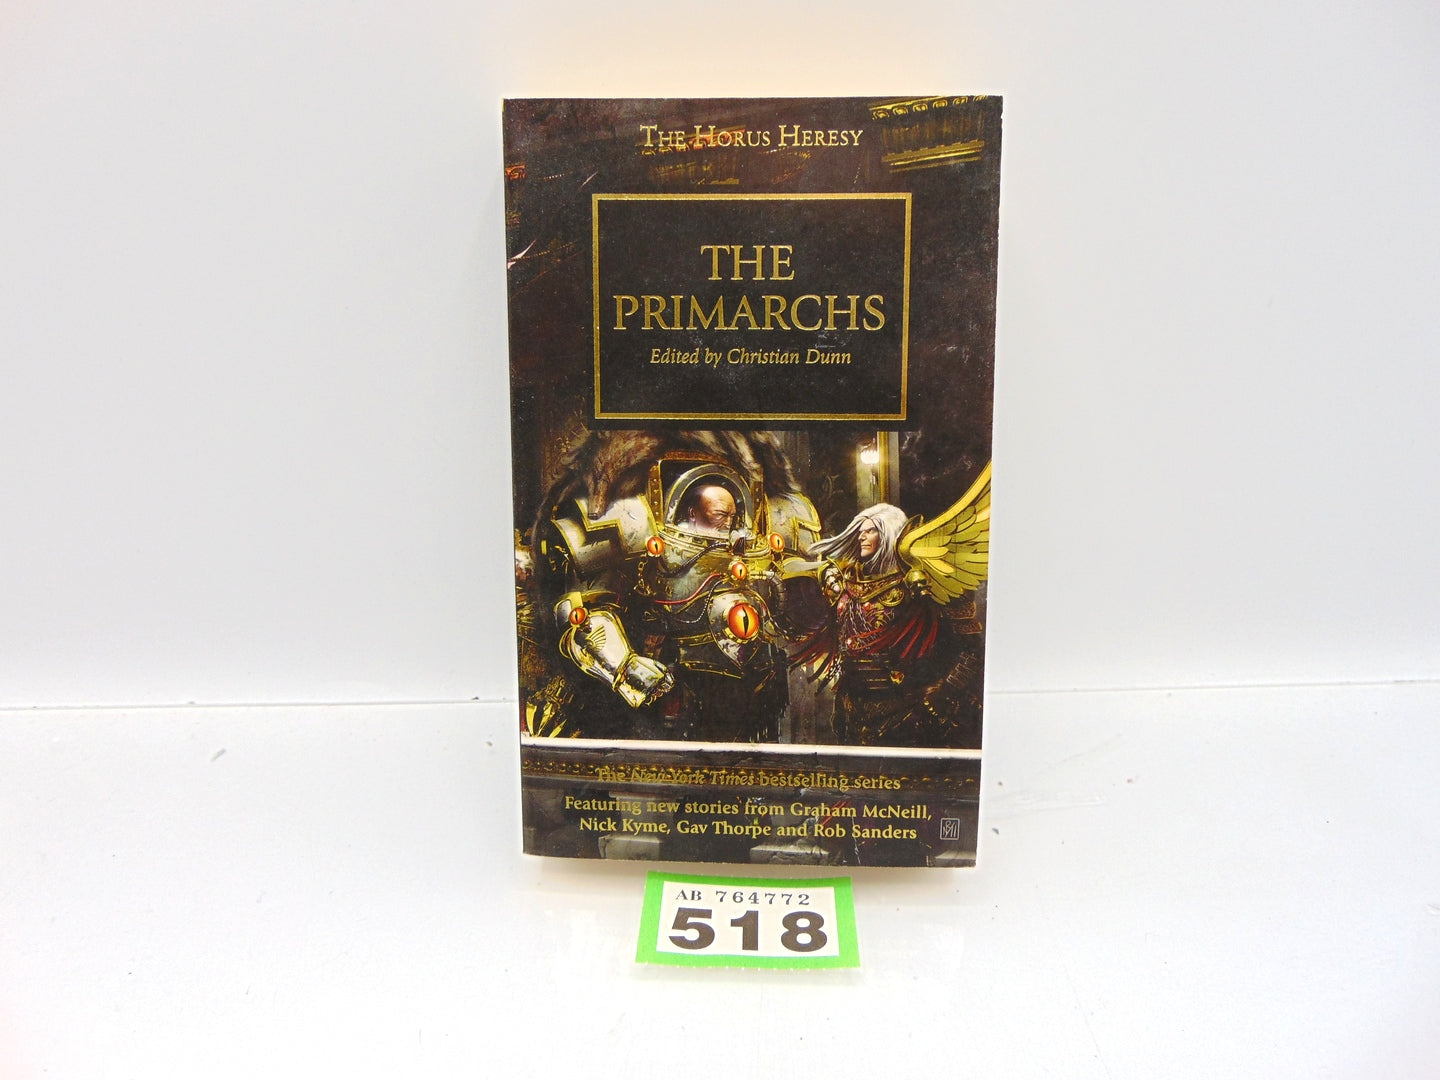 THE HORUS HERESY
THE
PRIMARCHS
Edited by Christian Dunn
The New York Times bestselling series
Featuring new stories from Graham McNeill,
Nick Kyme, Gav Thorpe and Rob Sanders
AB 764772
518